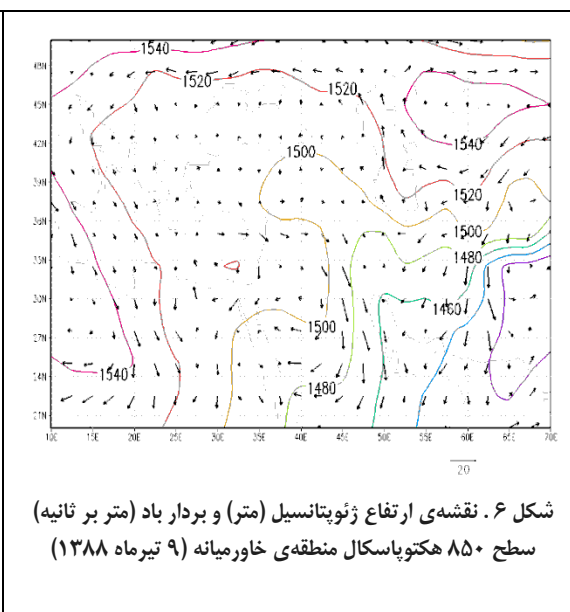 1540
48N
1520
1520
45N
1540
42N
1500
39N
1520
36N
1500
33N
1480
30N
1460
27N
1500
24N
1540
1480
21N
10E 15E 20E 25E 30E 35E 40E 45E 50E 55E 60E 65E 70E
20
شکل ۶. نقشه‌ی ارتفاع ژئوپتانسیل (متر) و بردار باد (متر بر ثانیه)
سطح ۸۵۰ هکتوپاسکال منطقه‌ی خاورمیانه (۹ تیرماه ۱۳۸۸)